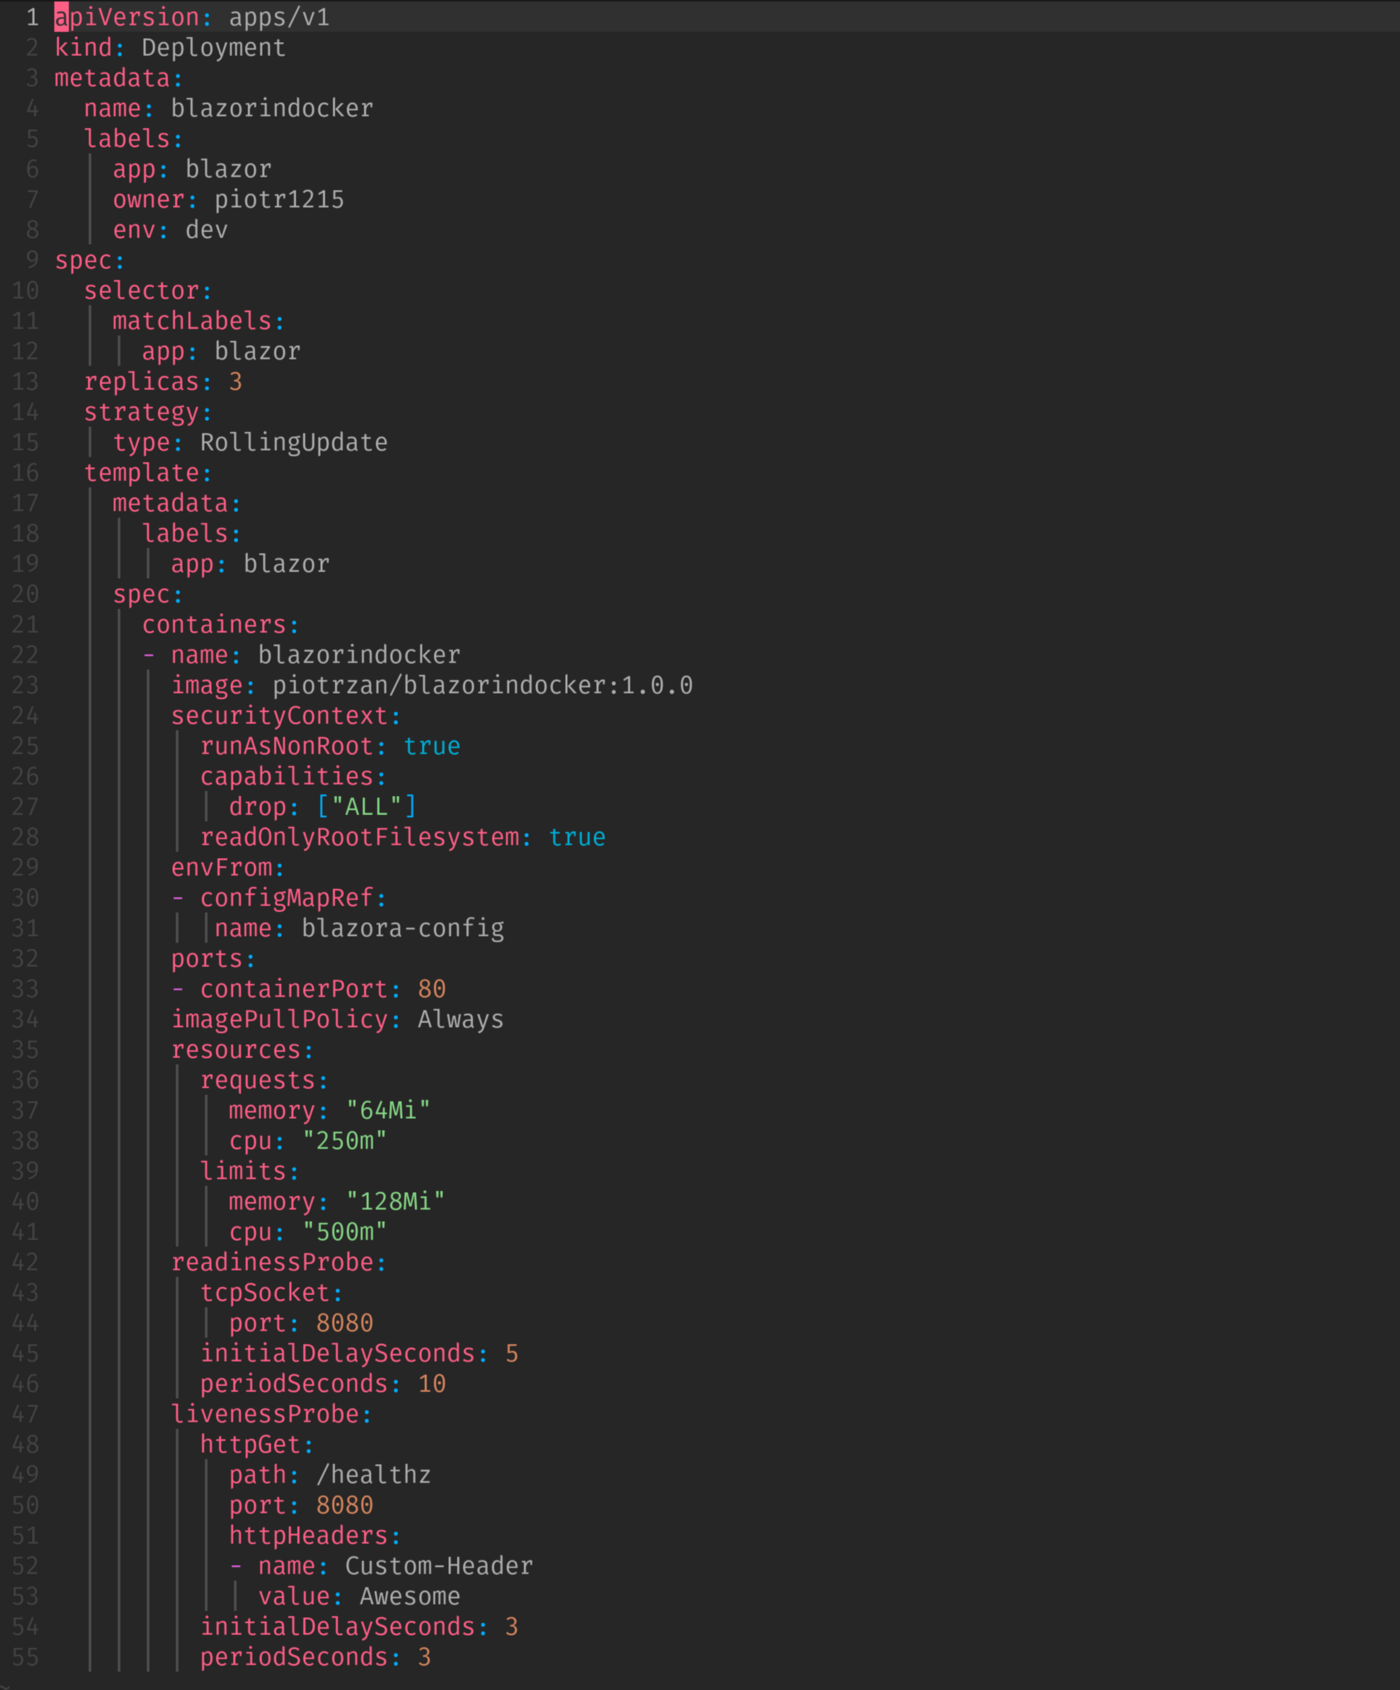 1 apiVersion: apps/v1
2 kind: Deployment
3 metadata:
4   name: blazorindocker
5   labels:
6     app: blazor
7     owner: piotr1215
8     env: dev
9 spec:
10   selector:
11     matchLabels:
12       app: blazor
13   replicas: 3
14   strategy:
15     type: RollingUpdate
16   template:
17     metadata:
18       labels:
19         app: blazor
20     spec:
21       containers:
22       - name: blazorindocker
23         image: piotrzan/blazorindocker:1.0.0
24         securityContext:
25           runAsNonRoot: true
26           capabilities:
27             drop: ["ALL"]
28           readOnlyRootFilesystem: true
29         envFrom:
30         - configMapRef:
31            name: blazora-config
32         ports:
33         - containerPort: 80
34         imagePullPolicy: Always
35         resources:
36           requests:
37             memory: "64Mi"
38             cpu: "250m"
39           limits:
40             memory: "128Mi"
41             cpu: "500m"
42         readinessProbe:
43           tcpSocket:
44             port: 8080
45           initialDelaySeconds: 5
46           periodSeconds: 10
47         livenessProbe:
48           httpGet:
49             path: /healthz
50             port: 8080
51             httpHeaders:
52             - name: Custom-Header
53               value: Awesome
54           initialDelaySeconds: 3
55           periodSeconds: 3